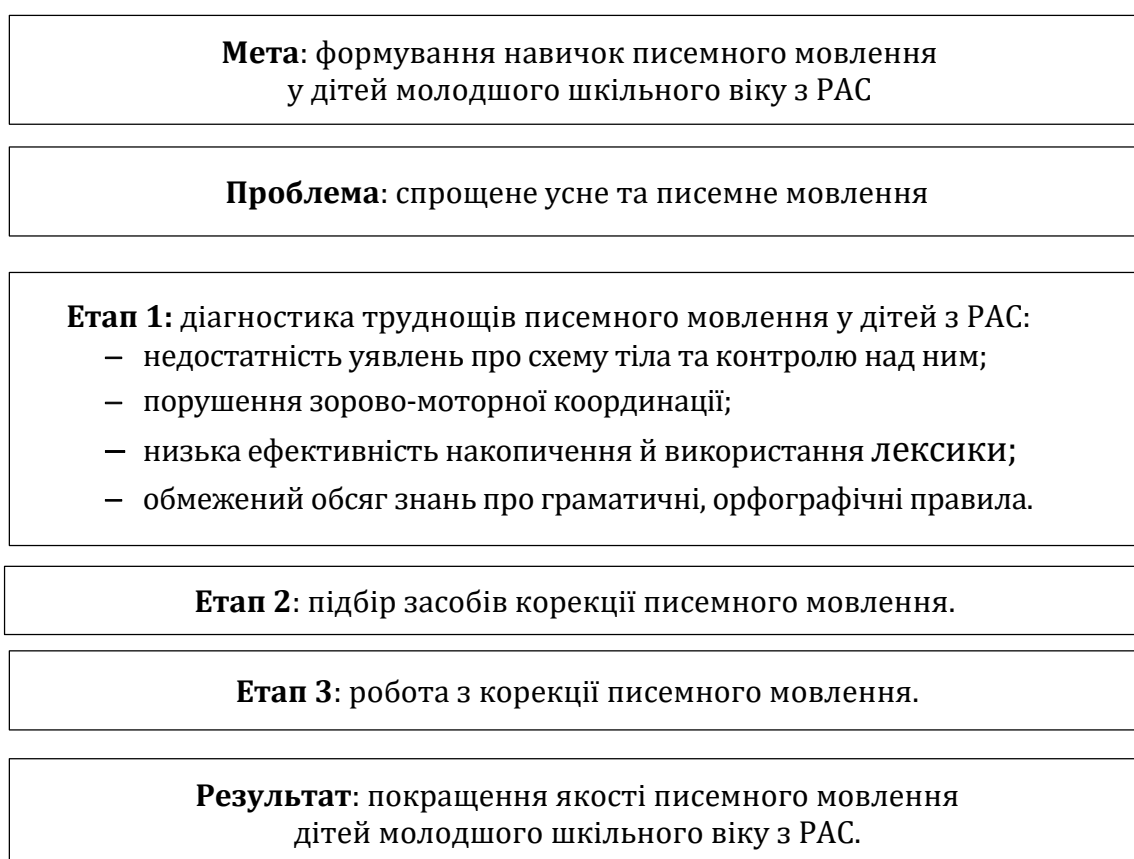 Мета: формування навичок писемного мовлення
у дітей молодшого шкільного віку з РАС
Проблема: спрощене усне та писемне мовлення
Етап 1: діагностика труднощів писемного мовлення у дітей з РАС:
– недостатність уявлень про схему тіла та контролю над ним;
– порушення зорово-моторної координації;
– низька ефективність накопичення й використання лексики;
– обмежений обсяг знань про граматичні, орфографічні правила.
Етап 2: підбір засобів корекції писемного мовлення.
Етап 3: робота з корекції писемного мовлення.
Результат: покращення якості писемного мовлення
дітей молодшого шкільного віку з РАС.